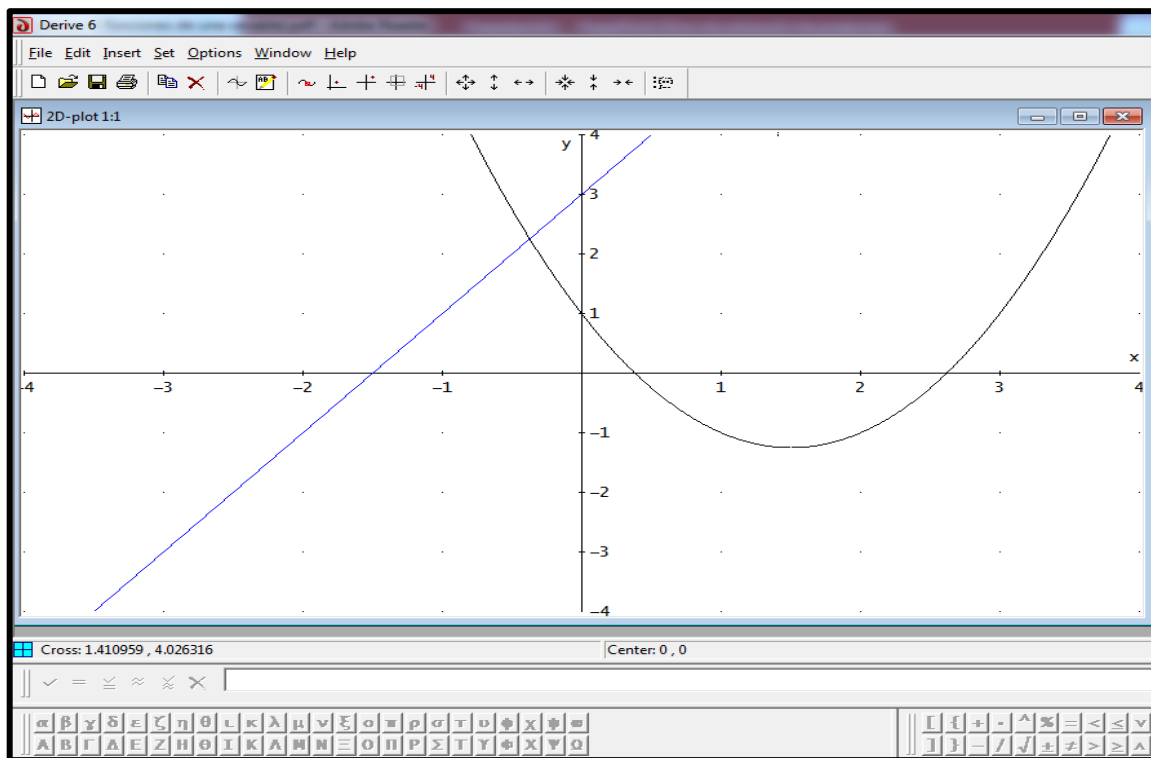 Derive 6
File Edit Insert Set Options Window Help
2D-plot 1:1
y
4
3
2
1
x
-4 -3 -2 -1 1 2 3 4
-1
-2
-3
-4
Cross: 1.410959 , 4.026316 Center: 0 , 0
✓ = ≚ ≈ ✕
α β γ δ ε ζ η θ ι κ λ μ ν ξ ο π ρ σ τ υ φ χ ψ ω [ { + - ^ % = < ≤ ∨
Α Β Γ Δ Ε Ζ Η Θ Ι Κ Λ Μ Ν Ξ Ο Π Ρ Σ Τ Υ Φ Χ Ψ Ω ] } − / √ ± ≠ > ≥ ∧